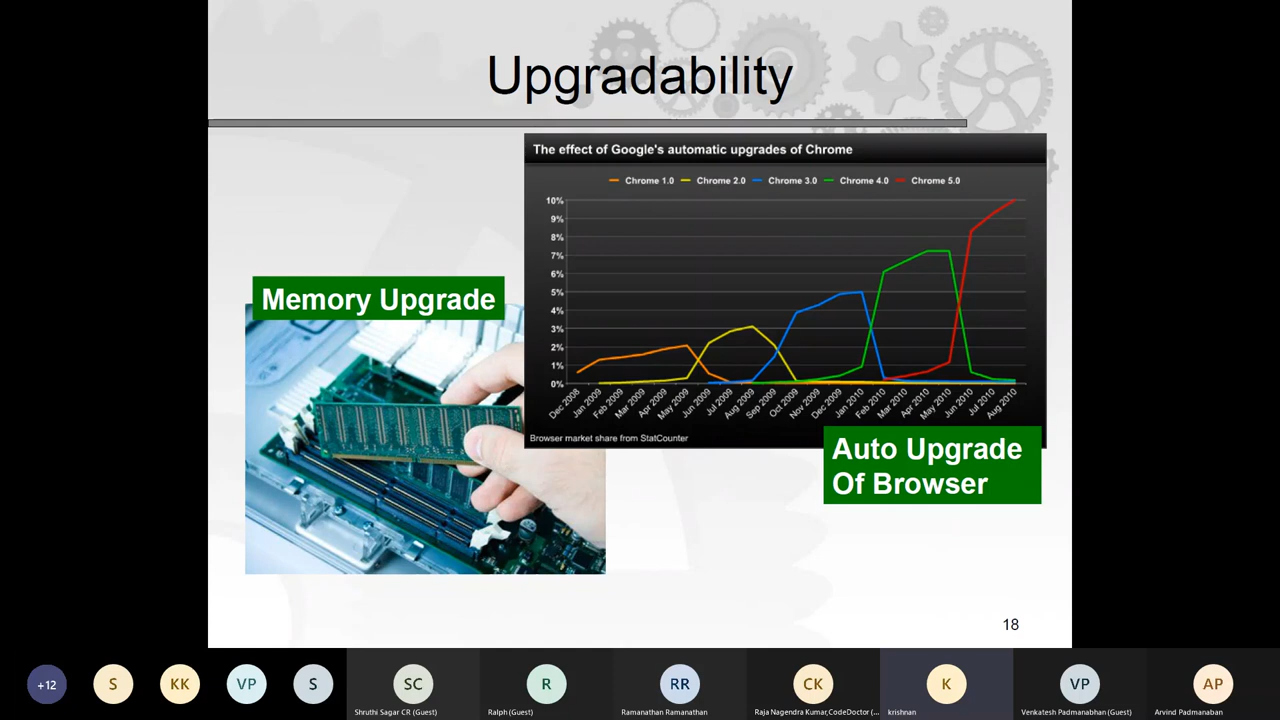 Upgradability
The effect of Google's automatic upgrades of Chrome
Chrome 1.0 Chrome 2.0 Chrome 3.0 Chrome 4.0 Chrome 5.0
10%
9%
8%
7%
6%
5%
4%
3%
2%
1%
0%
Dec 2008 Jan 2009 Feb 2009 Mar 2009 Apr 2009 May 2009 Jun 2009 Jul 2009 Aug 2009 Sep 2009 Oct 2009 Nov 2009 Dec 2009 Jan 2010 Feb 2010 Mar 2010 Apr 2010 May 2010 Jun 2010 Jul 2010 Aug 2010
Browser market share from StatCounter
Memory Upgrade
Auto Upgrade
Of Browser
18
+12 S KK VP S SC R RR CK K VP AP
Shruthi Sagar CR (Guest) Ralph (Guest) Ramanathan Ramanathan Raja Nagendra Kumar,CodeDoctor (... krishnan Venkatesh Padmanabhan (Guest) Arvind Padmanaban